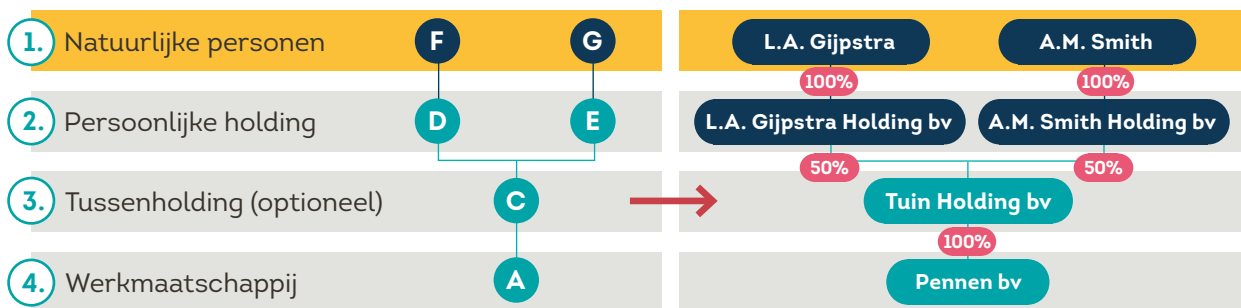 1. Natuurlijke personen F G L.A. Gijpstra A.M. Smith
100% 100%
2. Persoonlijke holding D E L.A. Gijpstra Holding bv A.M. Smith Holding bv
50% 50%
3. Tussenholding (optioneel) C Tuin Holding bv
100%
4. Werkmaatschappij A Pennen bv